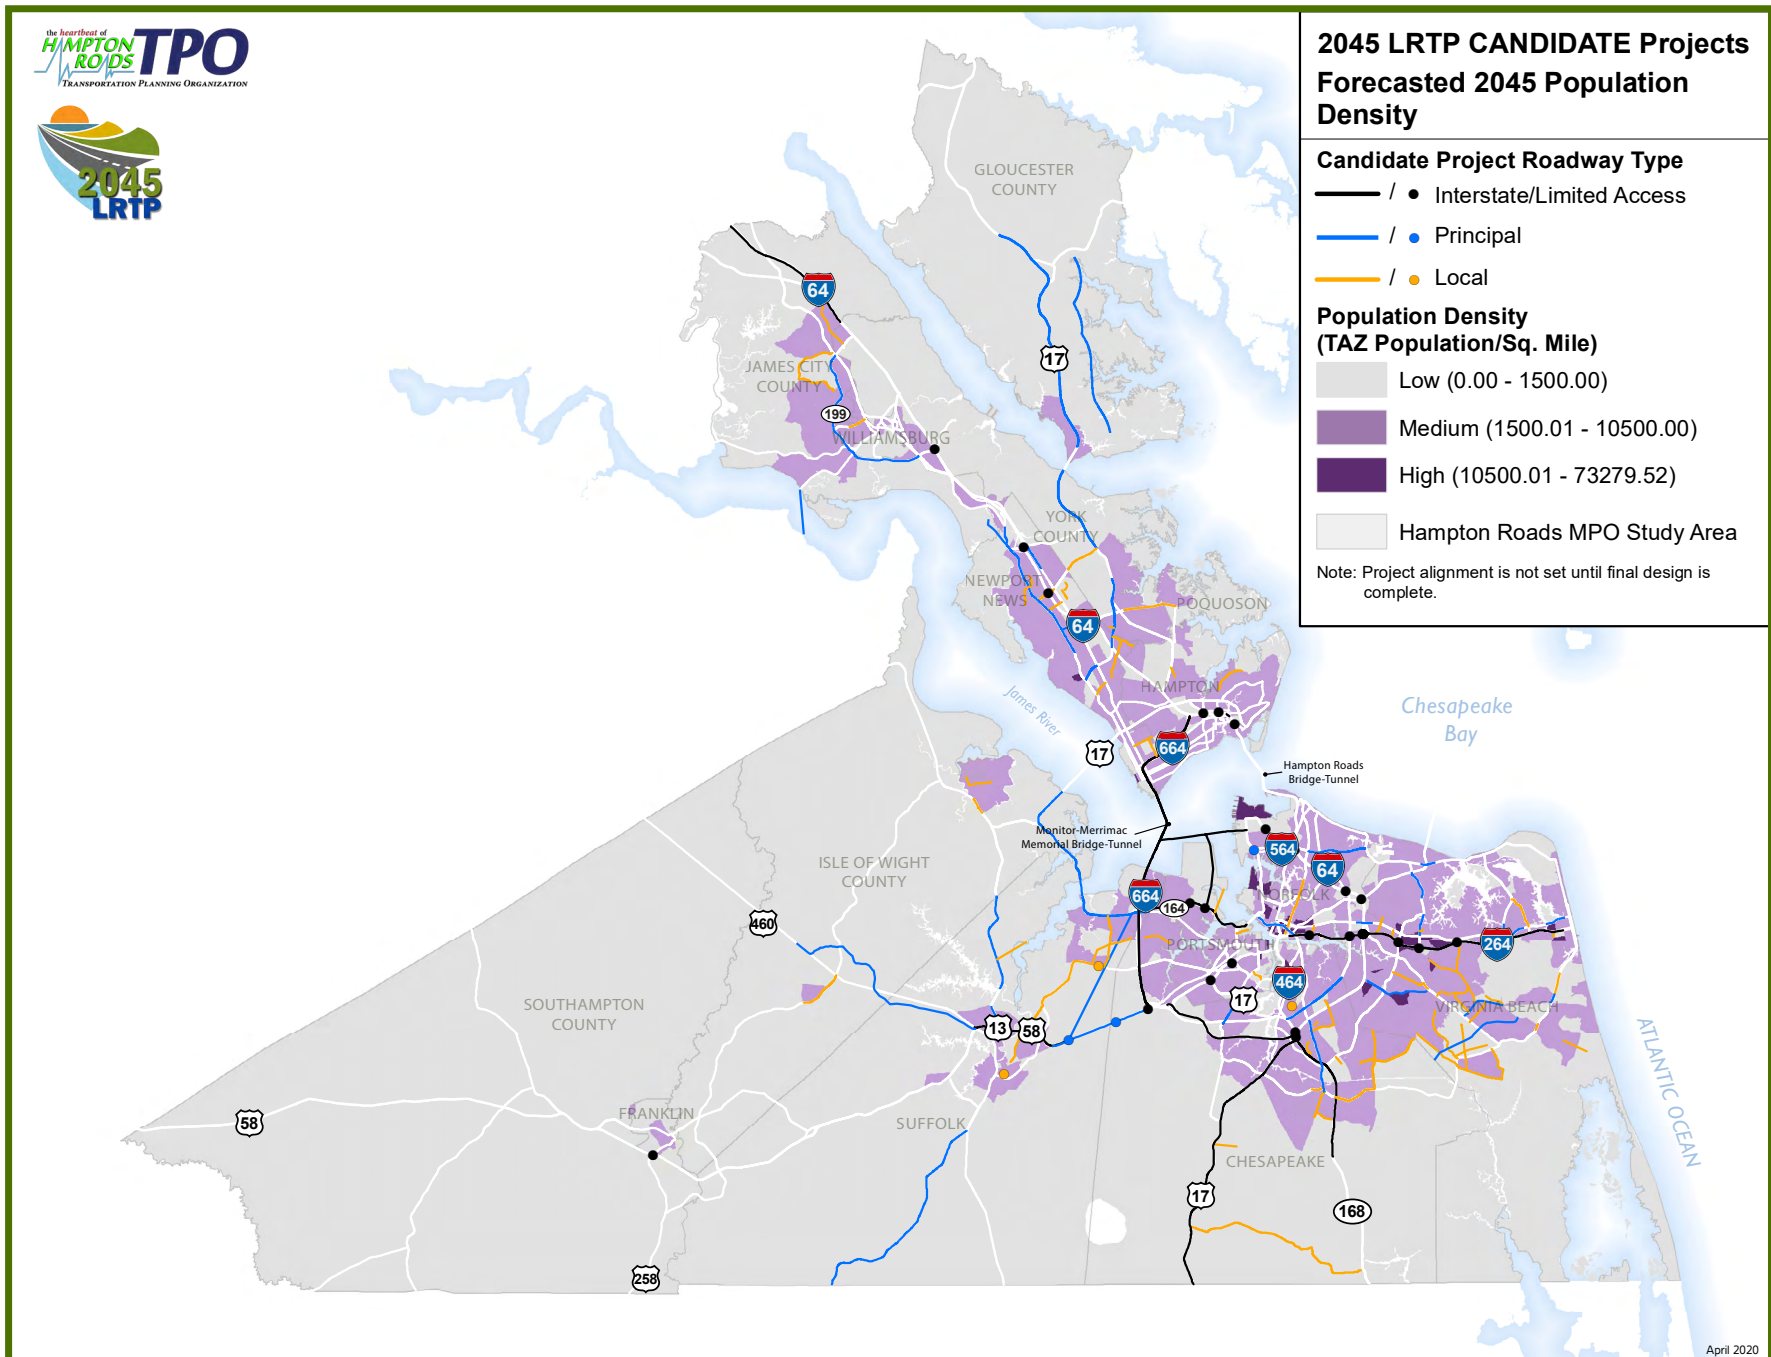 the heartbeat of
HAMPTON
ROADS
TPO
TRANSPORTATION PLANNING ORGANIZATION
2045
LRTP
2045 LRTP CANDIDATE Projects
Forecasted 2045 Population
Density
Candidate Project Roadway Type
/ Interstate/Limited Access
/ Principal
/ Local
Population Density
(TAZ Population/Sq. Mile)
Low (0.00 - 1500.00)
Medium (1500.01 - 10500.00)
High (10500.01 - 73279.52)
Hampton Roads MPO Study Area
Note: Project alignment is not set until final design is
complete.
GLOUCESTER
COUNTY
64
17
JAMES CITY
COUNTY
199
WILLIAMSBURG
YORK
COUNTY
NEWPORT
NEWS
POQUOSON
64
HAMPTON
James River
Chesapeake
Bay
17
664
Hampton Roads
Bridge-Tunnel
Monitor-Merrimac
Memorial Bridge-Tunnel
564
64
ISLE OF WIGHT
COUNTY
664
NORFOLK
164
460
PORTSMOUTH
264
464
17
SOUTHAMPTON
COUNTY
VIRGINIA BEACH
13
58
ATLANTIC OCEAN
58
FRANKLIN
SUFFOLK
CHESAPEAKE
17
168
258
April 2020